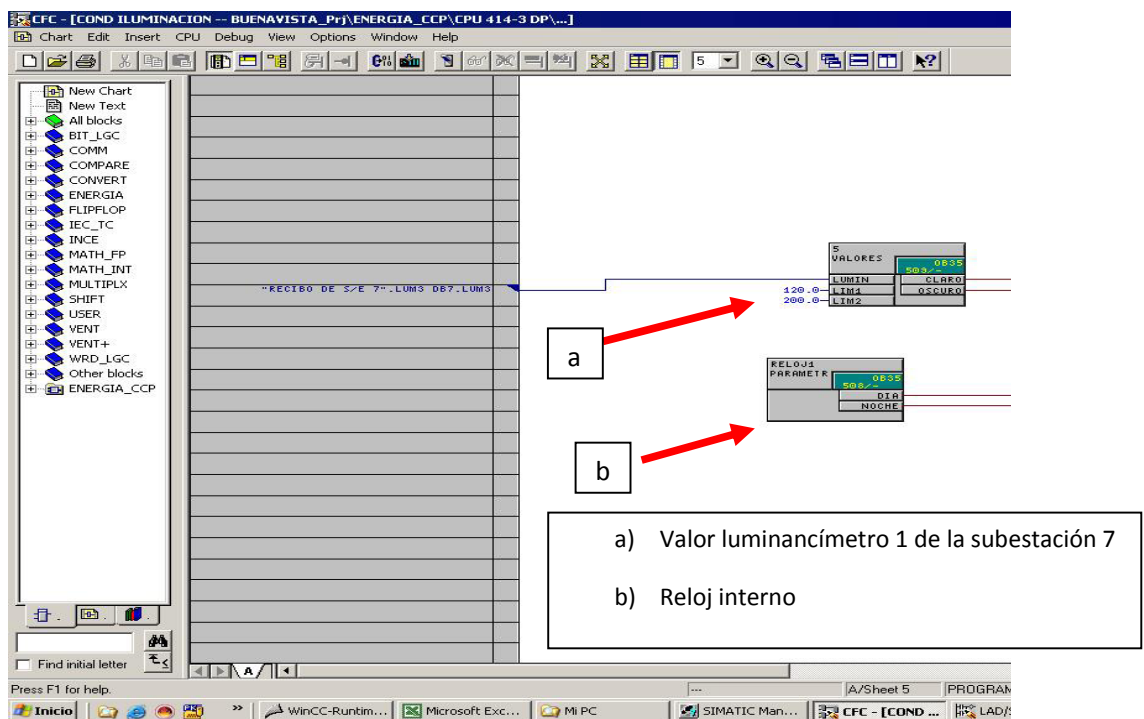 CFC - [COND ILUMINACION -- BUENAVISTA_Prj\ENERGIA_CCP\CPU 414-3 DP\...]
Chart Edit Insert CPU Debug View Options Window Help
5
New Chart
New Text
All blocks
BIT_LGC
COMM
COMPARE
CONVERT
ENERGIA
FLIPFLOP
IEC_TC
INCE
MATH_FP
MATH_INT
MULTIPLX
SHIFT
USER
VENT
VENT+
WRD_LGC
Other blocks
ENERGIA_CCP
"RECIBO DE S/E 7".LUM3 DB7.LUM3
5
VALORES
OB35
509/-
LUMIN CLARO
120.0 LIM1 OSCURO
200.0 LIM2
a
RELOJ1
PARAMETR
OB35
508/-
DIA
NOCHE
b
a) Valor luminancímetro 1 de la subestación 7
b) Reloj interno
Find initial letter
A
Press F1 for help.
--- A/Sheet 5 PROGRAM
Inicio » WinCC-Runtim... Microsoft Exc... Mi PC SIMATIC Man... CFC - [COND ... LAD/S